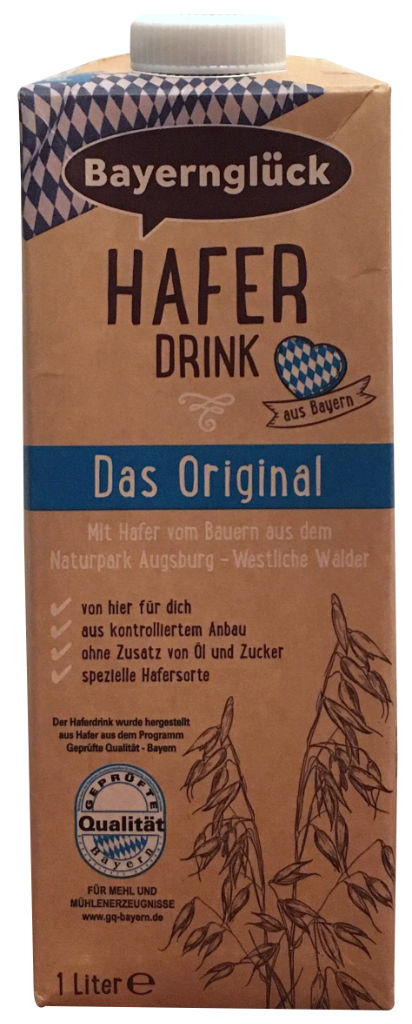 Bayernglück
HAFER
DRINK
aus Bayern
Das Original
Mit Hafer vom Bauern aus dem
Naturpark Augsburg – Westliche Wälder
von hier für dich
aus kontrolliertem Anbau
ohne Zusatz von Öl und Zucker
spezielle Hafersorte
Der Haferdrink wurde hergestellt
aus Hafer aus dem Programm
Geprüfte Qualität - Bayern
GEPRÜFTE
Qualität
Bayern
FÜR MEHL UND
MÜHLENERZEUGNISSE
www.gq-bayern.de
1 Liter ℮